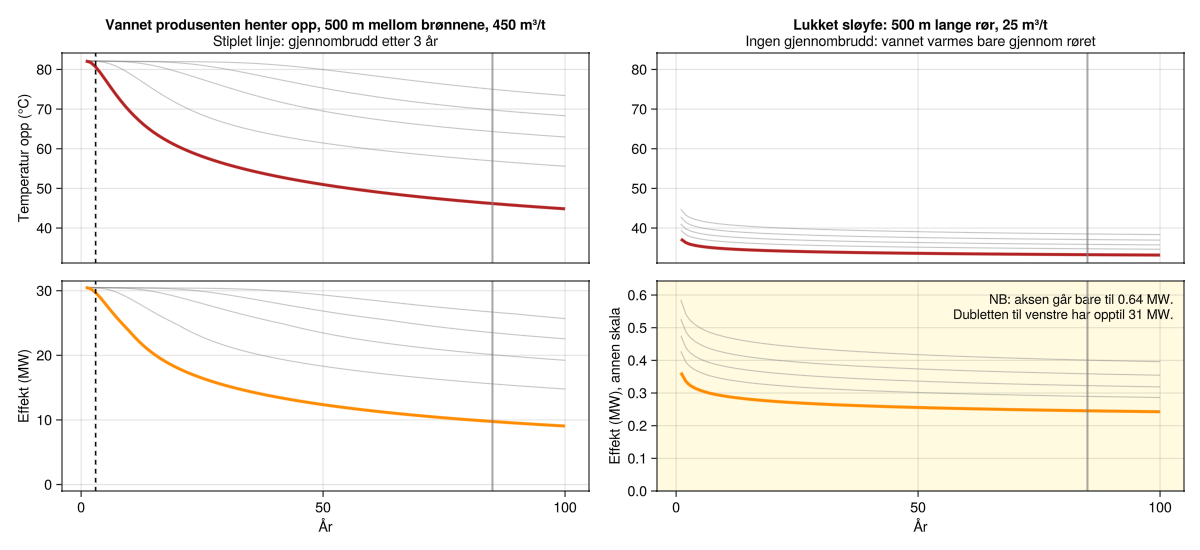 Vannet produsenten henter opp, 500 m mellom brønnene, 450 m³/t
Stiplet linje: gjennombrudd etter 3 år
Temperatur opp (°C)
80
70
60
50
40
Effekt (MW)
30
20
10
0
0
50
100
År
Lukket sløyfe: 500 m lange rør, 25 m³/t
Ingen gjennombrudd: vannet varmes bare gjennom røret
80
70
60
50
40
Effekt (MW), annen skala
NB: aksen går bare til 0.64 MW.
Dubletten til venstre har opptil 31 MW.
0.6
0.5
0.4
0.3
0.2
0.1
0.0
0
50
100
År